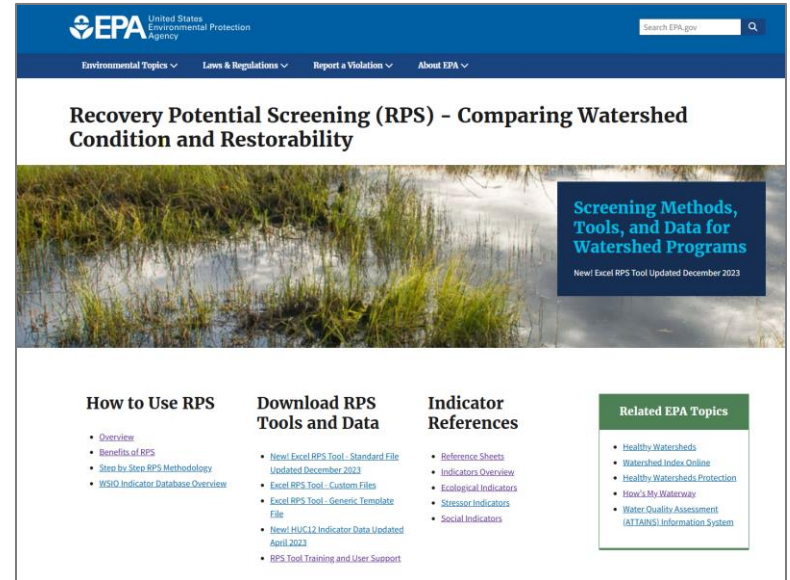 EPA
United States
Environmental Protection
Agency
Search EPA.gov
Environmental Topics
Laws & Regulations
Report a Violation
About EPA
Recovery Potential Screening (RPS) - Comparing Watershed
Condition and Restorability
Screening Methods,
Tools, and Data for
Watershed Programs
New! Excel RPS Tool Updated December 2023
How to Use RPS
Overview
Benefits of RPS
Step by Step RPS Methodology
WSIO Indicator Database Overview
Download RPS
Tools and Data
New! Excel RPS Tool - Standard File
Updated December 2023
Excel RPS Tool - Custom Files
Excel RPS Tool - Generic Template
File
New! HUC12 Indicator Data Updated
April 2023
RPS Tool Training and User Support
Indicator
References
Reference Sheets
Indicators Overview
Ecological Indicators
Stressor Indicators
Social Indicators
Related EPA Topics
Healthy Watersheds
Watershed Index Online
Healthy Watersheds Protection
How's My Waterway
Water Quality Assessment
(ATTAINS) Information System